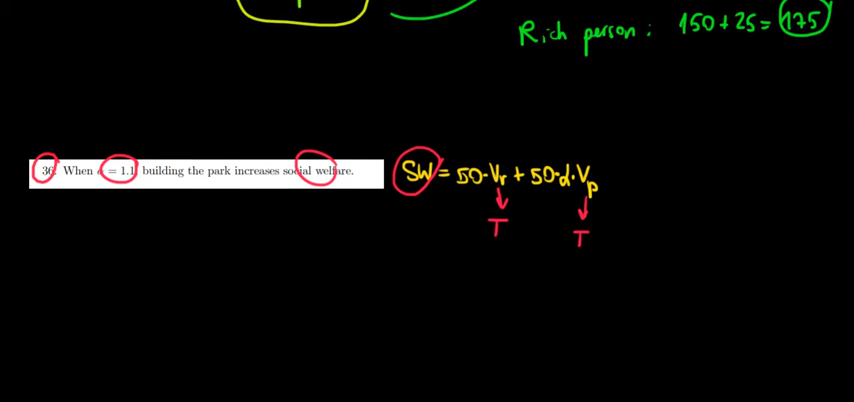 Rich person: 150 + 25 = 175
36. When = 1.1, building the park increases social welfare.
SW = 50·Vr + 50·d·Vp
T T